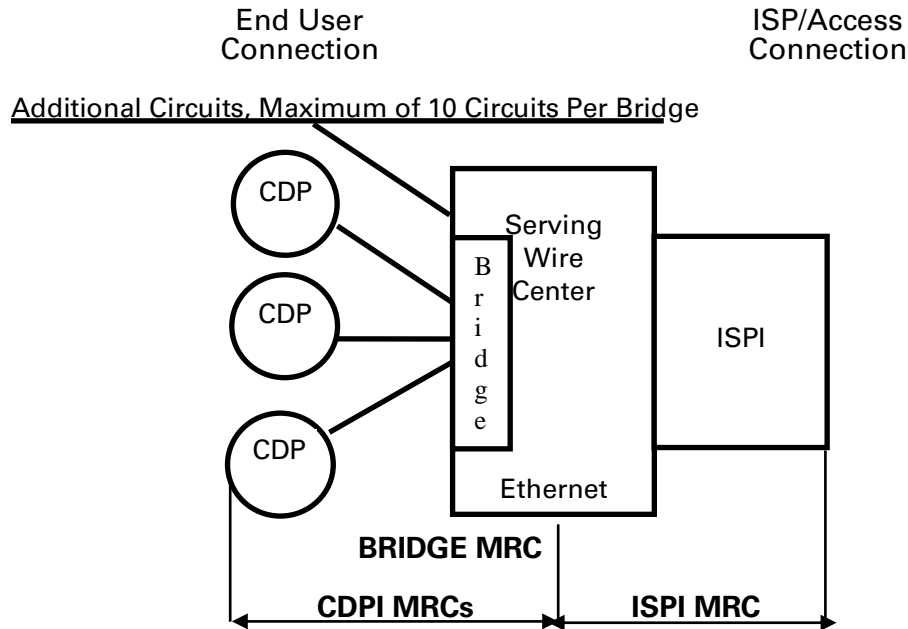 End User
Connection
ISP/Access
Connection
Additional Circuits, Maximum of 10 Circuits Per Bridge
CDP
CDP
CDP
Bridge
Serving
Wire
Center
Ethernet
ISPI
BRIDGE MRC
CDPI MRCs
ISPI MRC